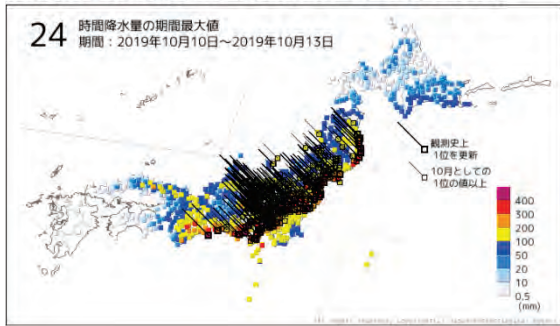 24 時間降水量の期間最大値
期間：2019年10月10日～2019年10月13日
観測史上
1位を更新
10月としての
1位の値以上
400
300
200
100
50
20
10
0.5
(mm)